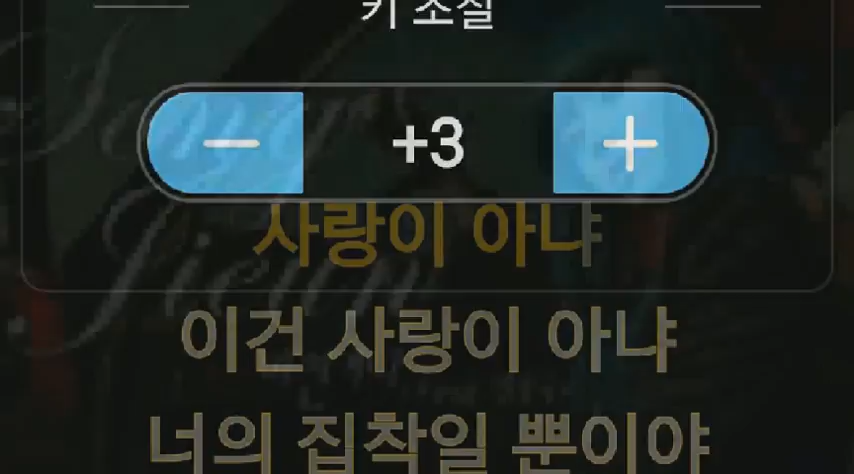 키 조절
+3
사랑이 아냐
이건 사랑이 아냐
너의 집착일 뿐이야